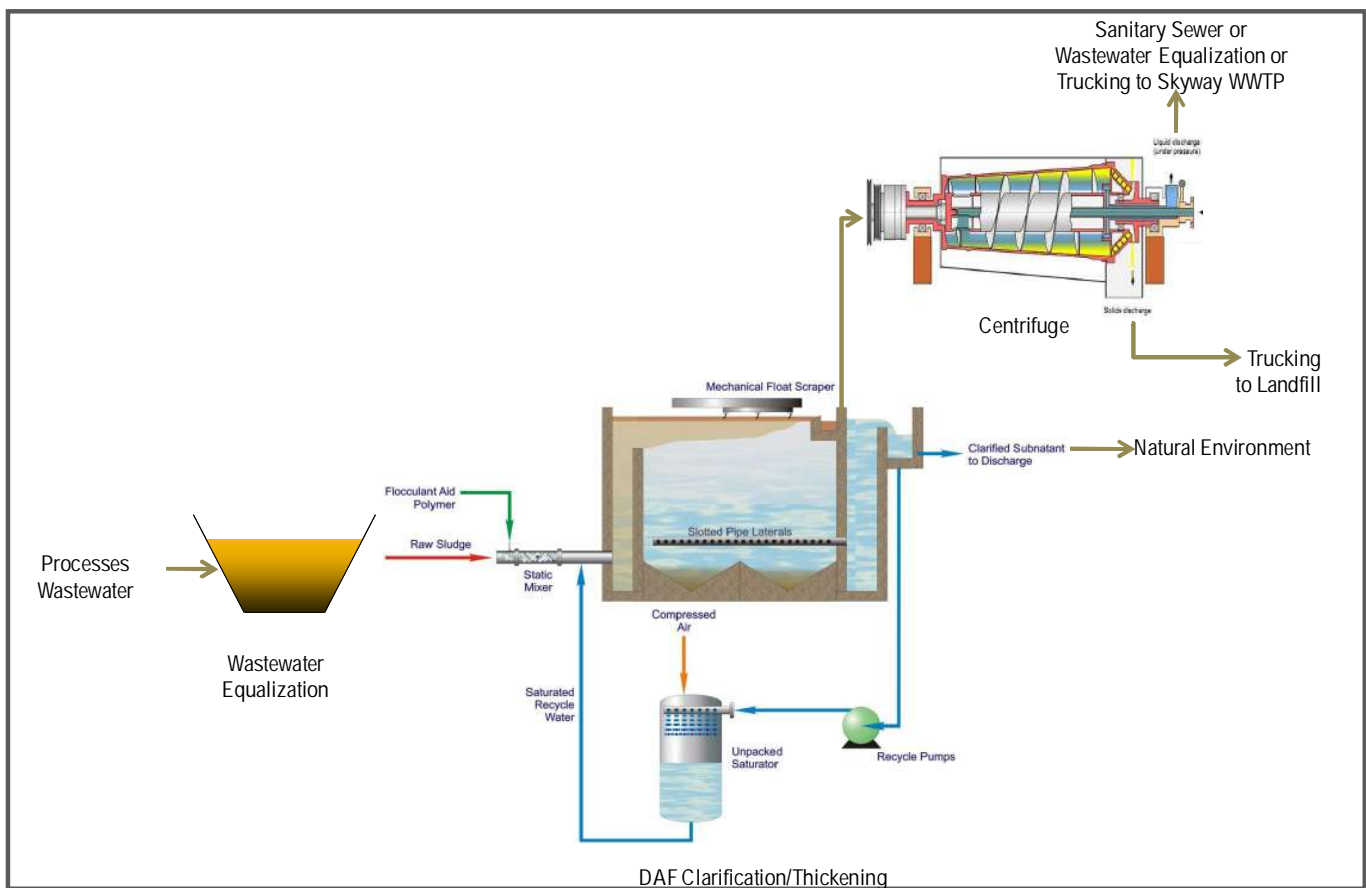 Sanitary Sewer or
Wastewater Equalization or
Trucking to Skyway WWTP
Liquid discharge
(under pressure)
Solids discharge
Centrifuge
Trucking
to Landfill
Mechanical Float Scraper
Clarified Subnatant
to Discharge
Natural Environment
Flocculant Aid
Polymer
Slotted Pipe Laterals
Raw Sludge
Processes
Wastewater
Static
Mixer
Compressed
Air
Wastewater
Equalization
Saturated
Recycle
Water
Unpacked
Saturator
Recycle Pumps
DAF Clarification/Thickening